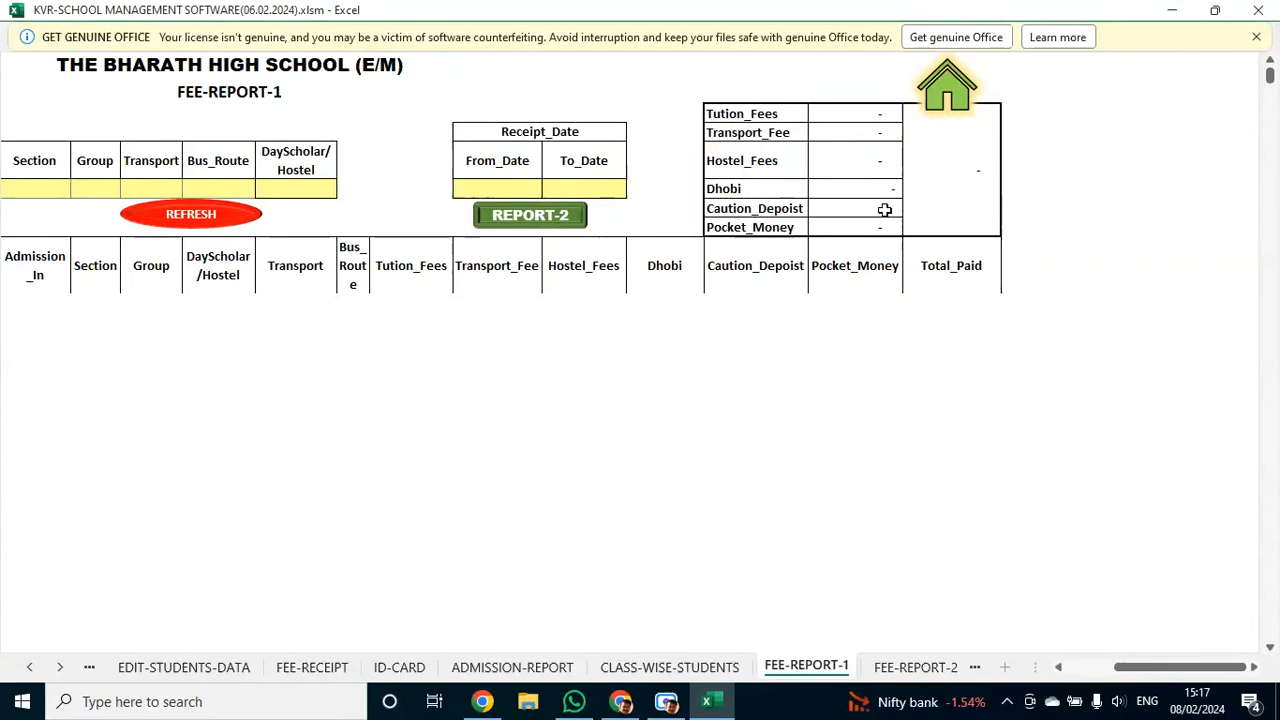 KVR-SCHOOL MANAGEMENT SOFTWARE(06.02.2024).xlsm - Excel
GET GENUINE OFFICE Your license isn't genuine, and you may be a victim of software counterfeiting. Avoid interruption and keep your files safe with genuine Office today. Get genuine Office Learn more
THE BHARATH HIGH SCHOOL (E/M)
FEE-REPORT-1
Tution_Fees -
Transport_Fee -
Hostel_Fees -
Dhobi -
Caution_Depoist
Pocket_Money -
-
Receipt_Date
From_Date To_Date
Section Group Transport Bus_Route DayScholar/
Hostel
REFRESH
REPORT-2
Admission
_In Section Group DayScholar
/Hostel Transport Bus_
Rout
e Tution_Fees Transport_Fee Hostel_Fees Dhobi Caution_Depoist Pocket_Money Total_Paid
EDIT-STUDENTS-DATA FEE-RECEIPT ID-CARD ADMISSION-REPORT CLASS-WISE-STUDENTS FEE-REPORT-1 FEE-REPORT-2
Type here to search
Nifty bank -1.54%
ENG
15:17
08/02/2024
4